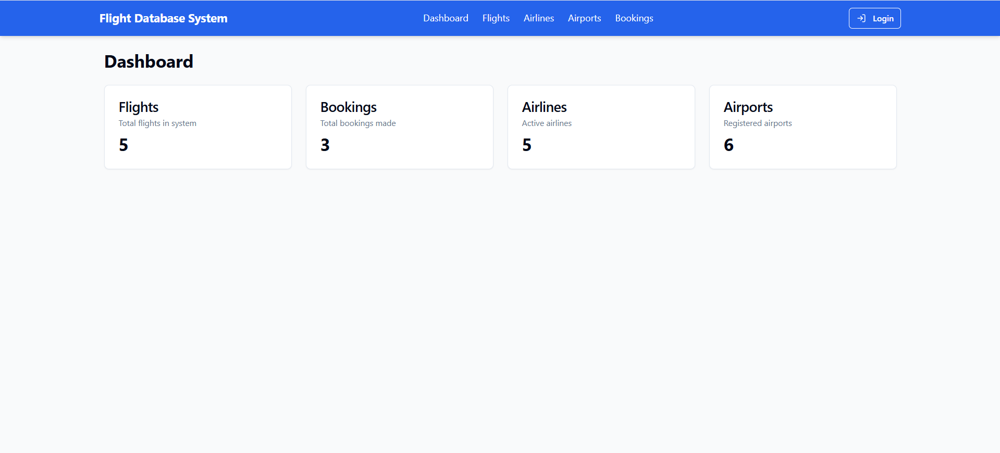 Flight Database System
Dashboard
Flights
Airlines
Airports
Bookings
Login
Dashboard
Flights
Total flights in system
5
Bookings
Total bookings made
3
Airlines
Active airlines
5
Airports
Registered airports
6